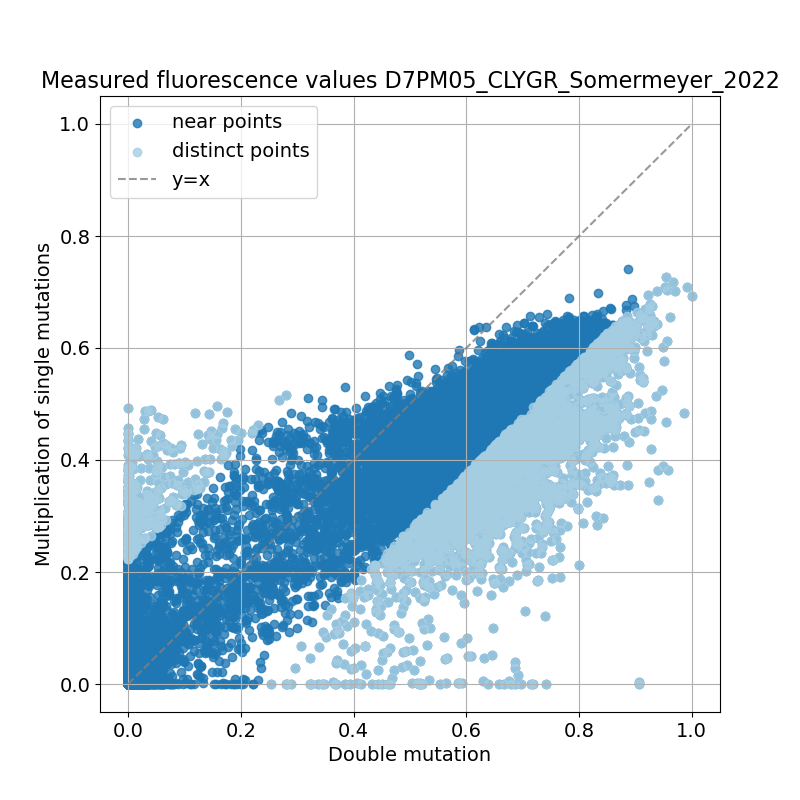 Measured fluorescence values D7PM05_CLYGR_Somermeyer_2022
near points
distinct points
y=x
1.0
0.8
0.6
0.4
0.2
0.0
Multiplication of single mutations
0.0 0.2 0.4 0.6 0.8 1.0
Double mutation